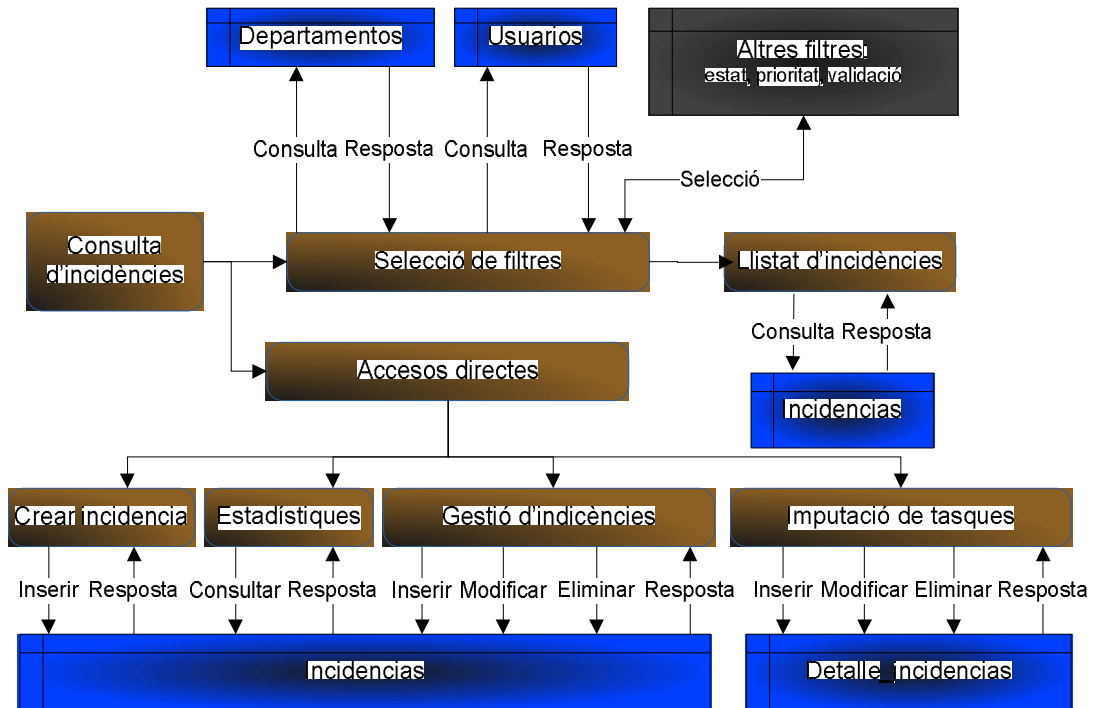 Departamentos
Usuarios
Altres filtres:
estat, prioritat, validació
Consulta
Resposta
Consulta
Resposta
Selecció
Consulta
d'incidències
Selecció de filtres
Llistat d'incidències
Consulta
Resposta
Accesos directes
Incidencias
Crear incidencia
Estadístiques
Gestió d'indicències
Imputació de tasques
Inserir
Resposta
Consultar
Resposta
Inserir
Modificar
Eliminar
Resposta
Inserir
Modificar
Eliminar
Resposta
Incidencias
Detalle_incidencias